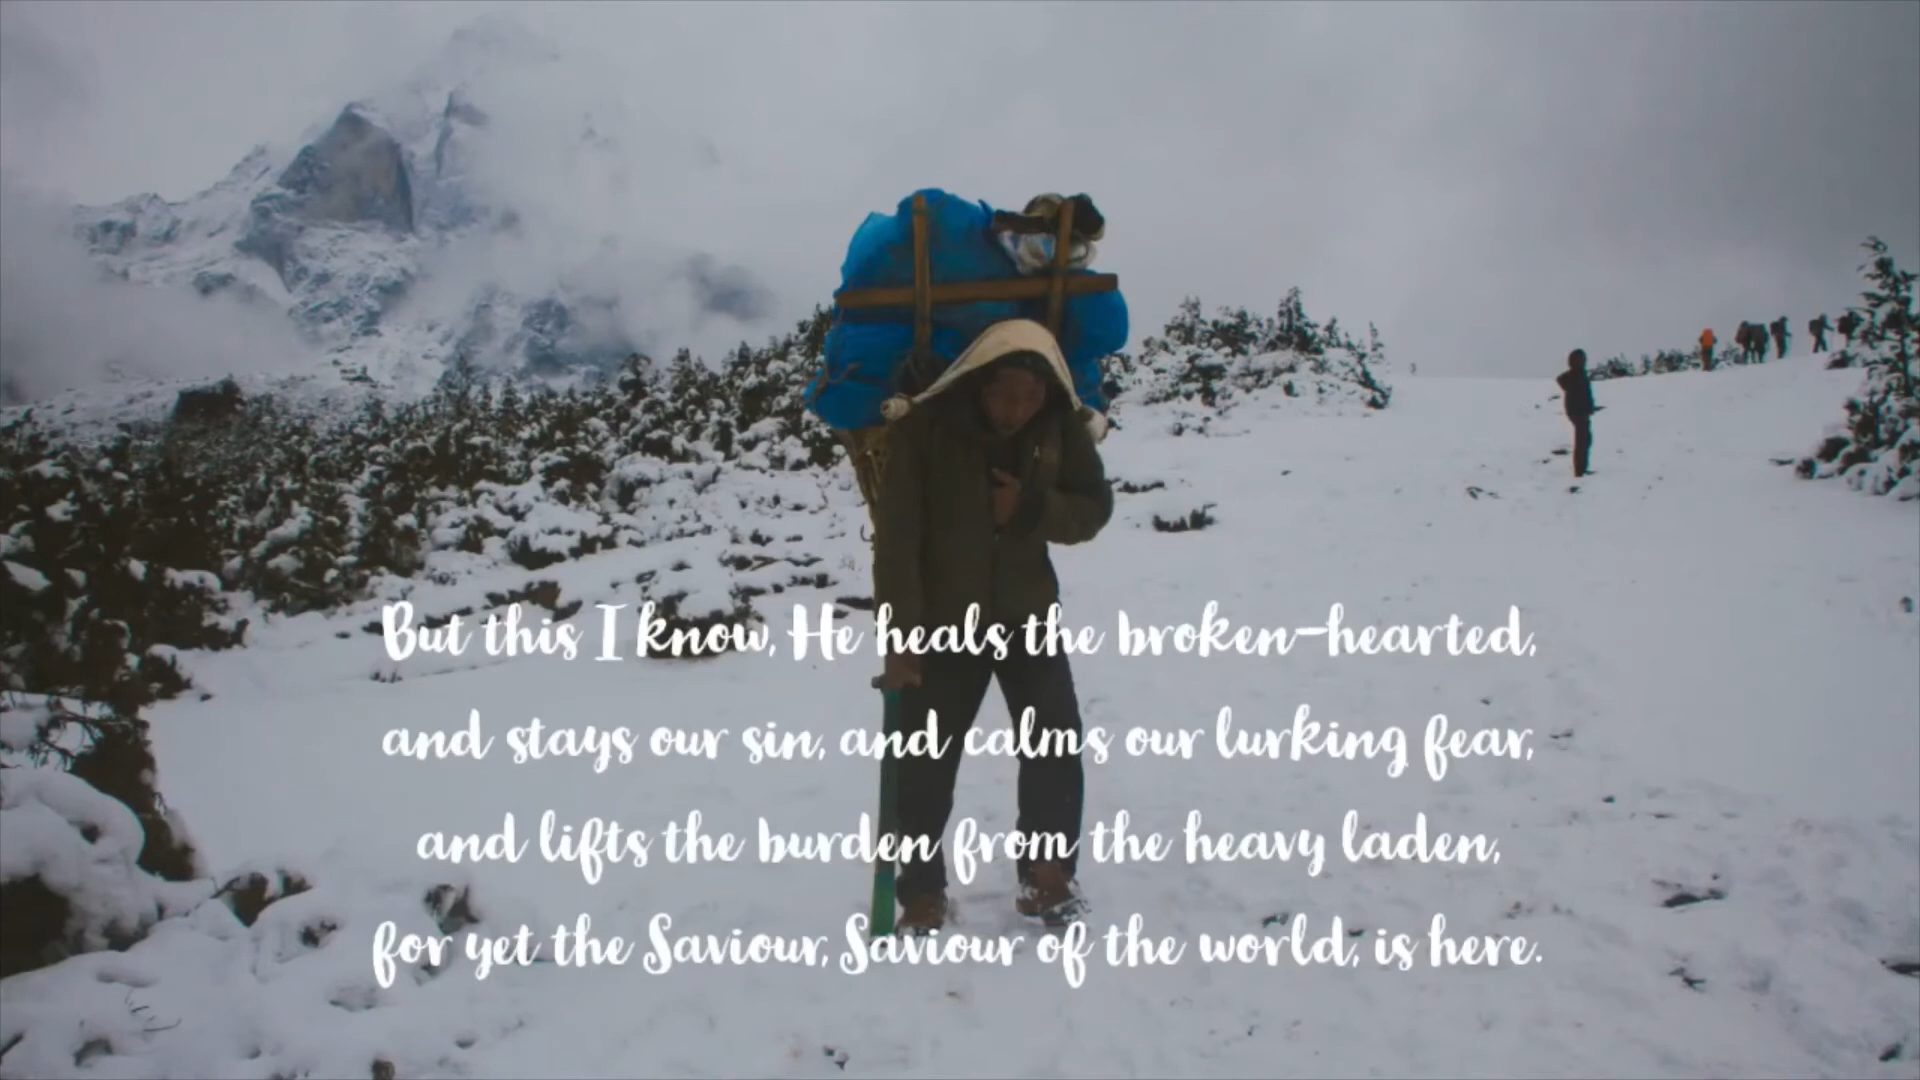 But this I know, He heals the broken-hearted,
and stays our sin, and calms our lurking fear,
and lifts the burden from the heavy laden,
for yet the Saviour, Saviour of the world, is here.